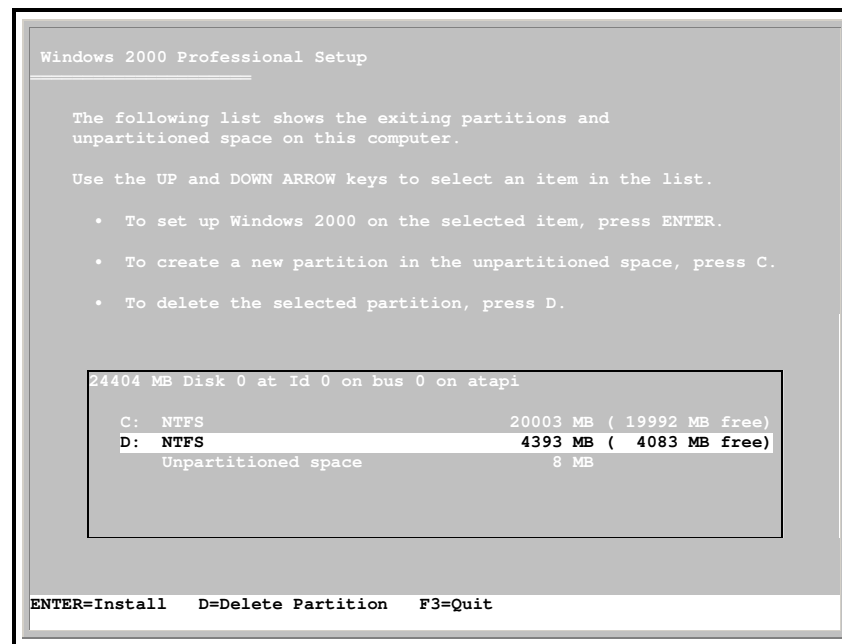 Windows 2000 Professional Setup
The following list shows the exiting partitions and
unpartitioned space on this computer.
Use the UP and DOWN ARROW keys to select an item in the list.
• To set up Windows 2000 on the selected item, press ENTER.
• To create a new partition in the unpartitioned space, press C.
• To delete the selected partition, press D.
24404 MB Disk 0 at Id 0 on bus 0 on atapi
C: NTFS 20003 MB ( 19992 MB free)
D: NTFS 4393 MB ( 4083 MB free)
Unpartitioned space 8 MB
ENTER=Install D=Delete Partition F3=Quit